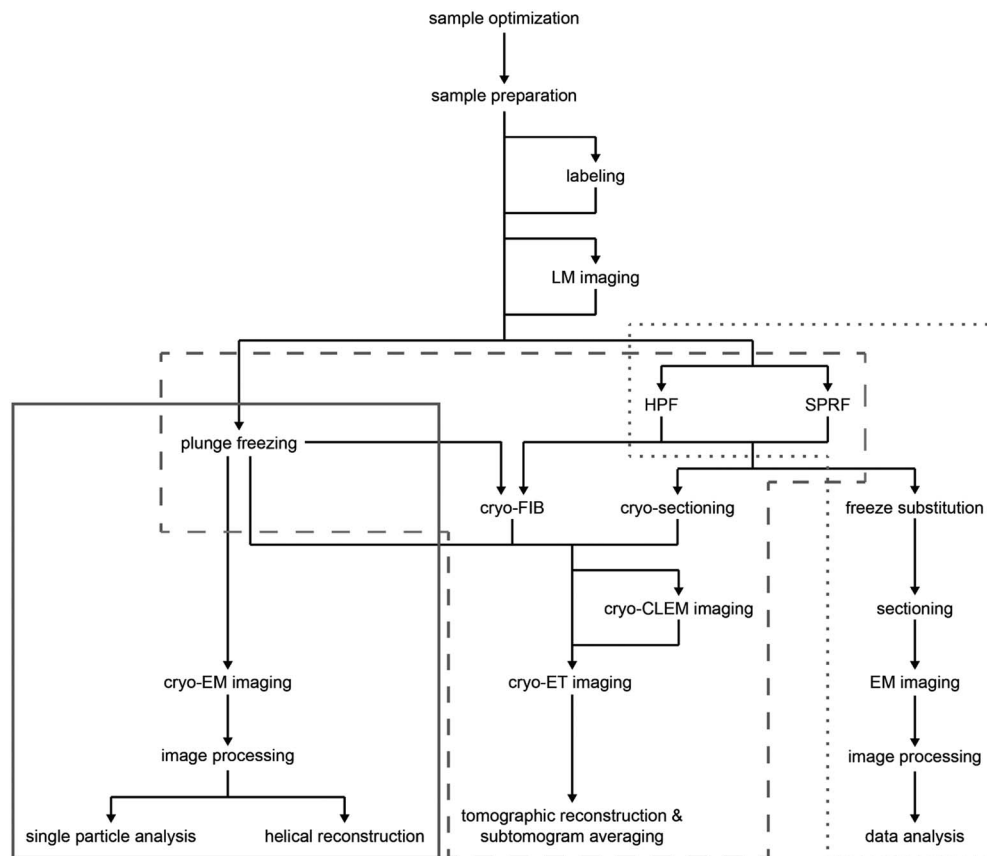 sample optimization
sample preparation
labeling
LM imaging
HPF
SPRF
plunge freezing
cryo-FIB
cryo-sectioning
freeze substitution
cryo-CLEM imaging
sectioning
cryo-EM imaging
cryo-ET imaging
EM imaging
image processing
image processing
single particle analysis
helical reconstruction
tomographic reconstruction &
subtomogram averaging
data analysis